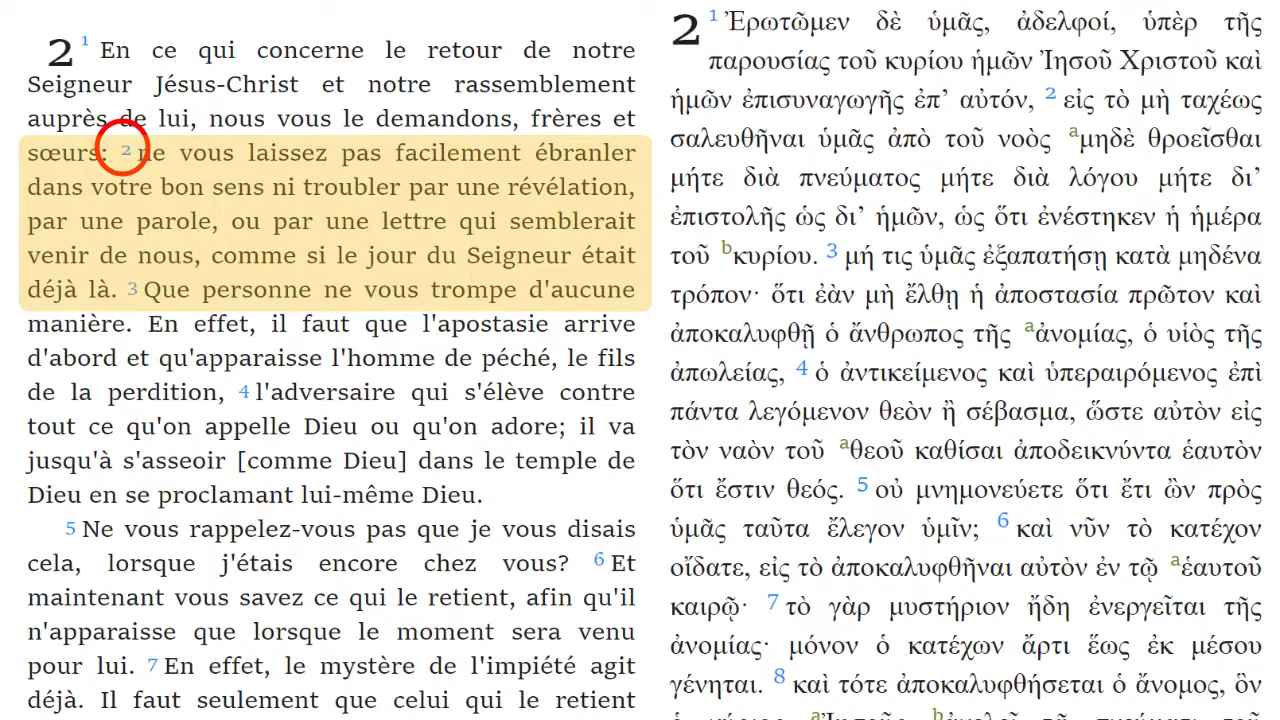 2 1 En ce qui concerne le retour de notre
Seigneur Jésus-Christ et notre rassemblement
auprès de lui, nous vous le demandons, frères et
sœurs: 2 ne vous laissez pas facilement ébranler
dans votre bon sens ni troubler par une révélation,
par une parole, ou par une lettre qui semblerait
venir de nous, comme si le jour du Seigneur était
déjà là. 3 Que personne ne vous trompe d'aucune
manière. En effet, il faut que l'apostasie arrive
d'abord et qu'apparaisse l'homme de péché, le fils
de la perdition, 4 l'adversaire qui s'élève contre
tout ce qu'on appelle Dieu ou qu'on adore; il va
jusqu'à s'asseoir [comme Dieu] dans le temple de
Dieu en se proclamant lui-même Dieu.
5 Ne vous rappelez-vous pas que je vous disais
cela, lorsque j'étais encore chez vous? 6 Et
maintenant vous savez ce qui le retient, afin qu'il
n'apparaisse que lorsque le moment sera venu
pour lui. 7 En effet, le mystère de l'impiété agit
déjà. Il faut seulement que celui qui le retient
2 1 Ἐρωτῶμεν δὲ ὑμᾶς, ἀδελφοί, ὑπὲρ τῆς
παρουσίας τοῦ κυρίου ἡμῶν Ἰησοῦ Χριστοῦ καὶ
ἡμῶν ἐπισυναγωγῆς ἐπ’ αὐτόν, 2 εἰς τὸ μὴ ταχέως
σαλευθῆναι ὑμᾶς ἀπὸ τοῦ νοὸς a μηδὲ θροεῖσθαι
μήτε διὰ πνεύματος μήτε διὰ λόγου μήτε δι’
ἐπιστολῆς ὡς δι’ ἡμῶν, ὡς ὅτι ἐνέστηκεν ἡ ἡμέρα
τοῦ b κυρίου. 3 μή τις ὑμᾶς ἐξαπατήσῃ κατὰ μηδένα
τρόπον· ὅτι ἐὰν μὴ ἔλθῃ ἡ ἀποστασία πρῶτον καὶ
ἀποκαλυφθῇ ὁ ἄνθρωπος τῆς a ἀνομίας, ὁ υἱὸς τῆς
ἀπωλείας, 4 ὁ ἀντικείμενος καὶ ὑπεραιρόμενος ἐπὶ
πάντα λεγόμενον θεὸν ἢ σέβασμα, ὥστε αὐτὸν εἰς
τὸν ναὸν τοῦ a θεοῦ καθίσαι ἀποδεικνύντα ἑαυτὸν
ὅτι ἔστιν θεός. 5 οὐ μνημονεύετε ὅτι ἔτι ὢν πρὸς
ὑμᾶς ταῦτα ἔλεγον ὑμῖν; 6 καὶ νῦν τὸ κατέχον
οἴδατε, εἰς τὸ ἀποκαλυφθῆναι αὐτὸν ἐν τῷ a ἑαυτοῦ
καιρῷ· 7 τὸ γὰρ μυστήριον ἤδη ἐνεργεῖται τῆς
ἀνομίας· μόνον ὁ κατέχων ἄρτι ἕως ἐκ μέσου
γένηται. 8 καὶ τότε ἀποκαλυφθήσεται ὁ ἄνομος, ὃν